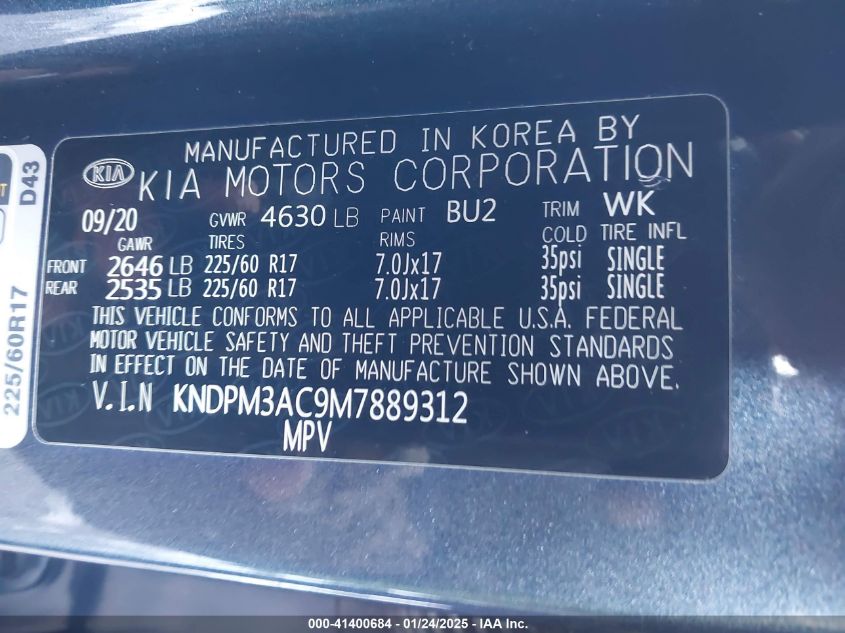 MANUFACTURED IN KOREA BY
KIA KIA MOTORS CORPORATION
09/20 GVWR 4630 LB PAINT BU2 TRIM WK
GAWR TIRES RIMS COLD TIRE INFL
FRONT 2646 LB 225/60 R17 7.0Jx17 35psi SINGLE
REAR 2535 LB 225/60 R17 7.0Jx17 35psi SINGLE
THIS VEHICLE CONFORMS TO ALL APPLICABLE U.S.A. FEDERAL
MOTOR VEHICLE SAFETY AND THEFT PREVENTION STANDARDS
IN EFFECT ON THE DATE OF MANUFACTURE SHOWN ABOVE.
V.I.N KNDPM3AC9M7889312
MPV
D43
225/60R17
000-41400684 - 01/24/2025 - IAA Inc.